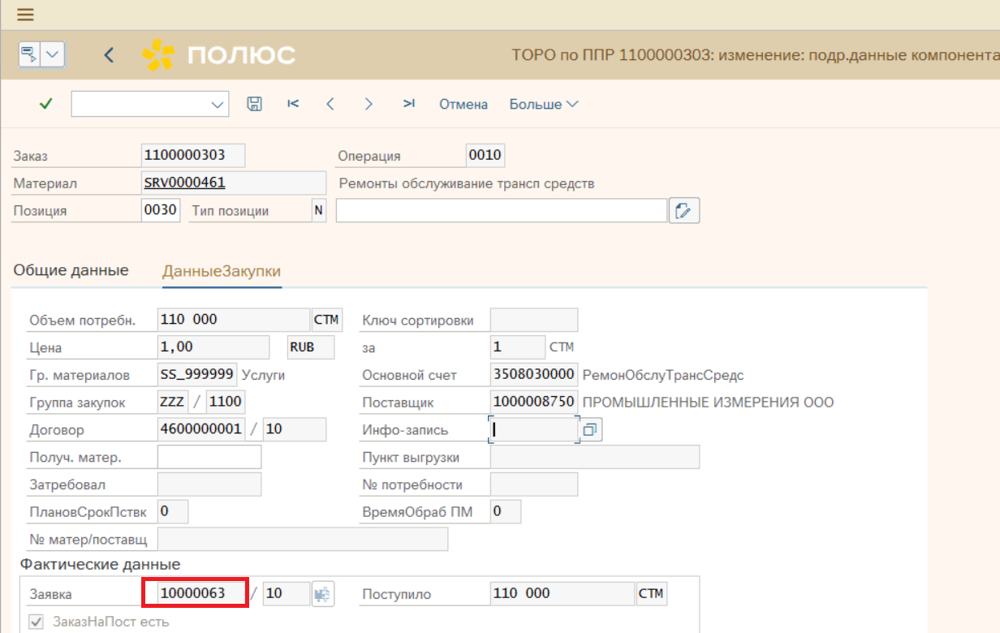 ПОЛЮС
ТОРО по ППР 1100000303: изменение: подр.данные компонента
Отмена Больше
Заказ 1100000303 Операция 0010
Материал SRV0000461 Ремонты обслуживание трансп средств
Позиция 0030 Тип позиции N
Общие данные ДанныеЗакупки
Объем потребн. 110 000 СТМ Ключ сортировки
Цена 1,00 RUB за 1 СТМ
Гр. материалов SS_999999 Услуги Основной счет 3508030000 РемонОбслуТрансСредс
Группа закупок ZZZ / 1100 Поставщик 1000008750 ПРОМЫШЛЕННЫЕ ИЗМЕРЕНИЯ ООО
Договор 4600000001 / 10 Инфо-запись
Получ. матер. Пункт выгрузки
Затребовал № потребности
ПлановСрокПствк 0 ВремяОбраб ПМ 0
№ матер/поставщ
Фактические данные
Заявка 10000063 / 10 Поступило 110 000 СТМ
ЗаказНаПост есть